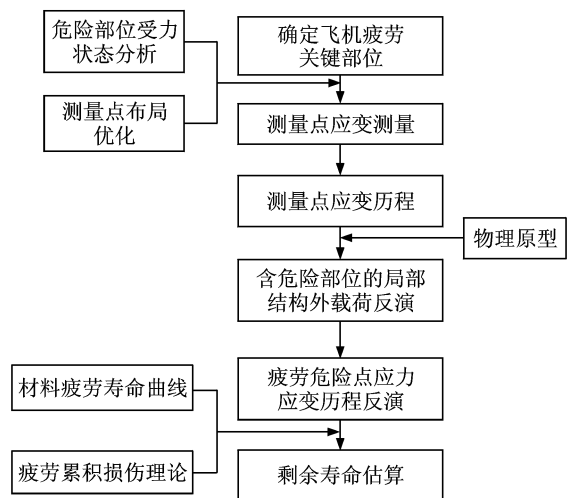 危险部位受力
状态分析
确定飞机疲劳
关键部位
测量点布局
优化
测量点应变测量
测量点应变历程
物理原型
含危险部位的局部
结构外载荷反演
材料疲劳寿命曲线
疲劳危险点应力
应变历程反演
疲劳累积损伤理论
剩余寿命估算